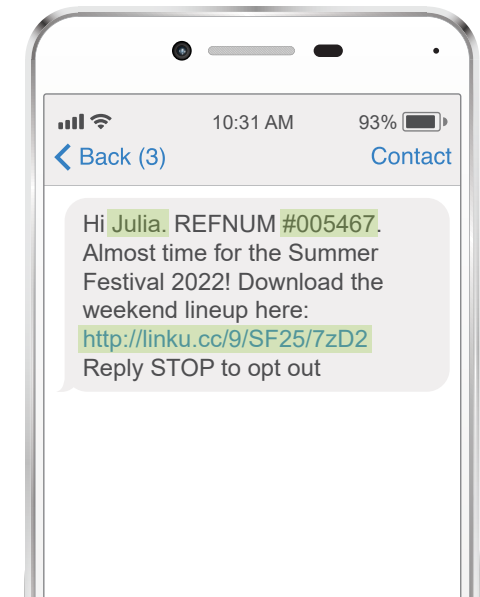 10:31 AM 93%
Back (3) Contact
Hi Julia. REFNUM #005467.
Almost time for the Summer
Festival 2022! Download the
weekend lineup here:
http://linku.cc/9/SF25/7zD2
Reply STOP to opt out